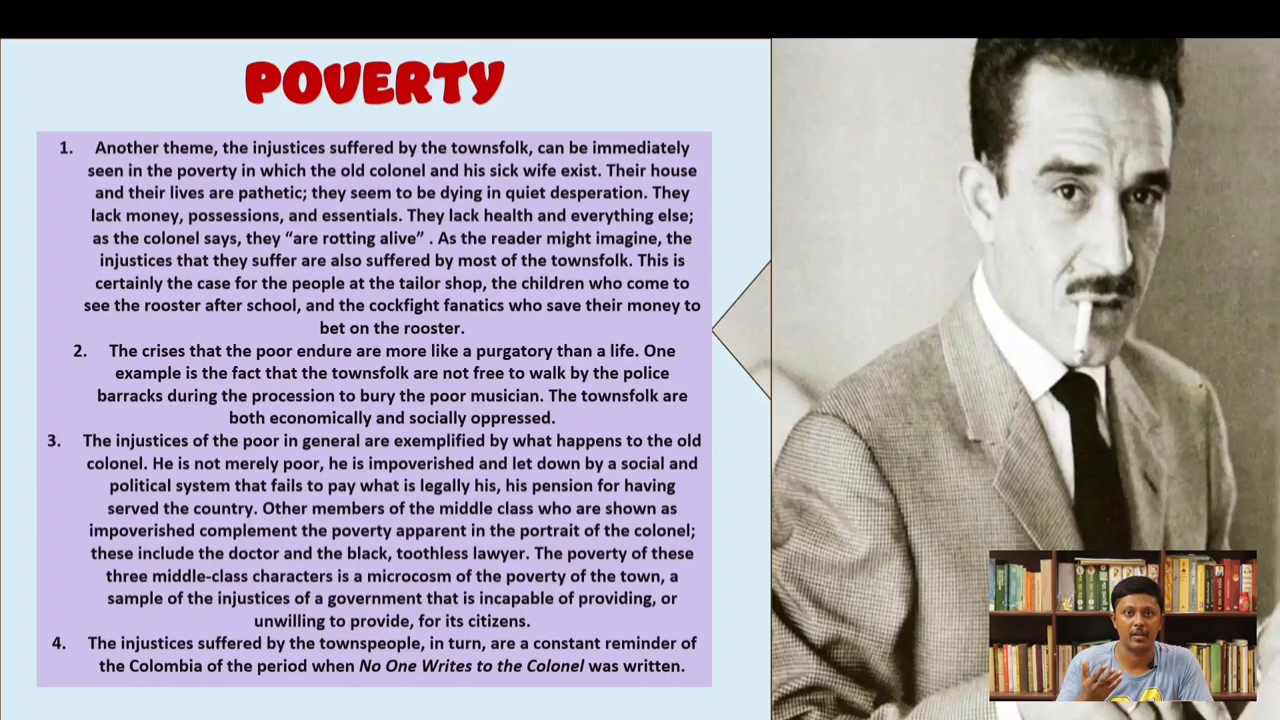 POVERTY
1. Another theme, the injustices suffered by the townsfolk, can be immediately
seen in the poverty in which the old colonel and his sick wife exist. Their house
and their lives are pathetic; they seem to be dying in quiet desperation. They
lack money, possessions, and essentials. They lack health and everything else;
as the colonel says, they “are rotting alive” . As the reader might imagine, the
injustices that they suffer are also suffered by most of the townsfolk. This is
certainly the case for the people at the tailor shop, the children who come to
see the rooster after school, and the cockfight fanatics who save their money to
bet on the rooster.
2. The crises that the poor endure are more like a purgatory than a life. One
example is the fact that the townsfolk are not free to walk by the police
barracks during the procession to bury the poor musician. The townsfolk are
both economically and socially oppressed.
3. The injustices of the poor in general are exemplified by what happens to the old
colonel. He is not merely poor, he is impoverished and let down by a social and
political system that fails to pay what is legally his, his pension for having
served the country. Other members of the middle class who are shown as
impoverished complement the poverty apparent in the portrait of the colonel;
these include the doctor and the black, toothless lawyer. The poverty of these
three middle-class characters is a microcosm of the poverty of the town, a
sample of the injustices of a government that is incapable of providing, or
unwilling to provide, for its citizens.
4. The injustices suffered by the townspeople, in turn, are a constant reminder of
the Colombia of the period when No One Writes to the Colonel was written.